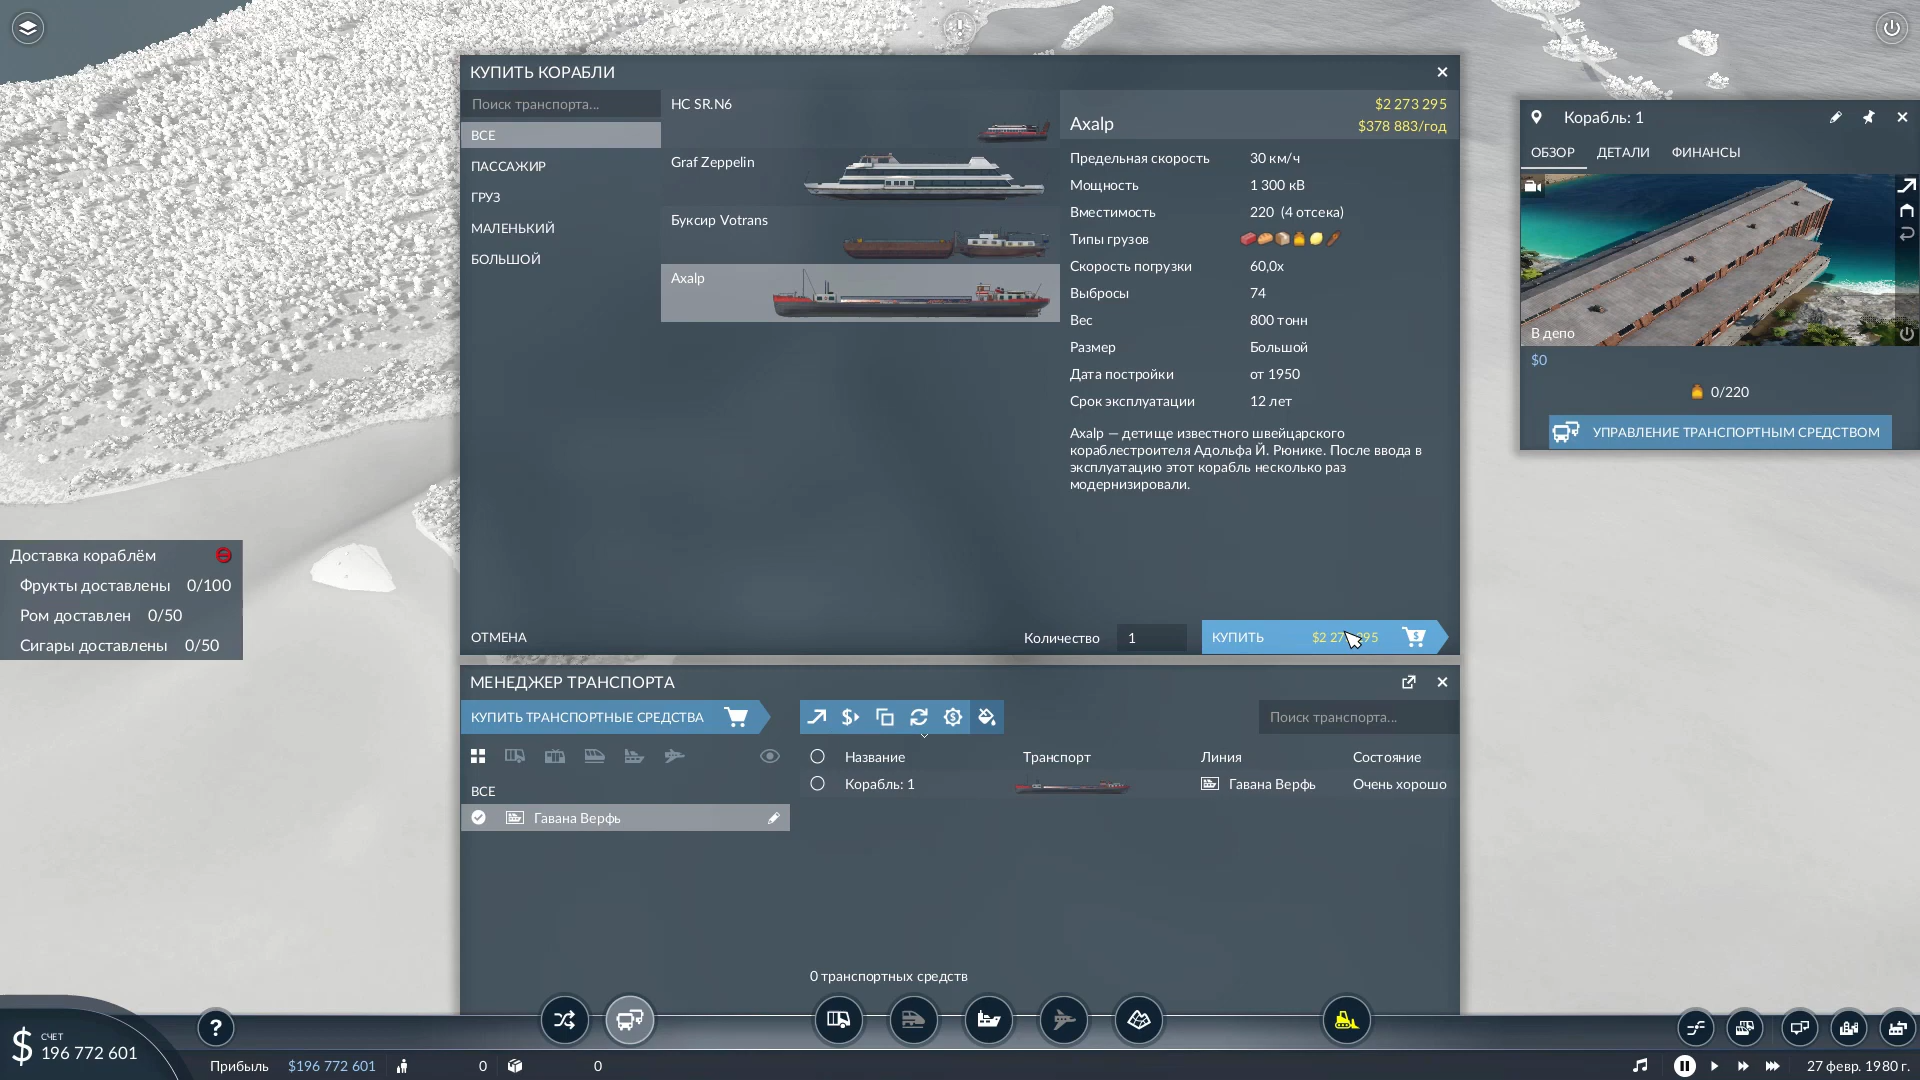 КУПИТЬ КОРАБЛИ
Поиск транспорта...
ВСЕ
ПАССАЖИР
ГРУЗ
МАЛЕНЬКИЙ
БОЛЬШОЙ
HC SR.N6
Graf Zeppelin
Буксир Votrans
Axalp
Axalp
$2 273 295
$378 883/год
Предельная скорость 30 км/ч
Мощность 1 300 кВ
Вместимость 220 (4 отсека)
Типы грузов
Скорость погрузки 60,0x
Выбросы 74
Вес 800 тонн
Размер Большой
Дата постройки от 1950
Срок эксплуатации 12 лет
Axalp — детище известного швейцарского
кораблестроителя Адольфа Й. Рюнике. После ввода в
эксплуатацию этот корабль несколько раз
модернизировали.
ОТМЕНА
Количество 1
КУПИТЬ
Корабль: 1
ОБЗОР ДЕТАЛИ ФИНАНСЫ
В депо
$0
0/220
УПРАВЛЕНИЕ ТРАНСПОРТНЫМ СРЕДСТВОМ
Доставка кораблём
Фрукты доставлены 0/100
Ром доставлен 0/50
Сигары доставлены 0/50
МЕНЕДЖЕР ТРАНСПОРТА
КУПИТЬ ТРАНСПОРТНЫЕ СРЕДСТВА
Поиск транспорта...
ВСЕ
Гавана Верфь
Название Транспорт Линия Состояние
Корабль: 1 Гавана Верфь Очень хорошо
0 транспортных средств
$ СЧЕТ
196 772 601
?
Прибыль $196 772 601 0 0
27 февр. 1980 г.